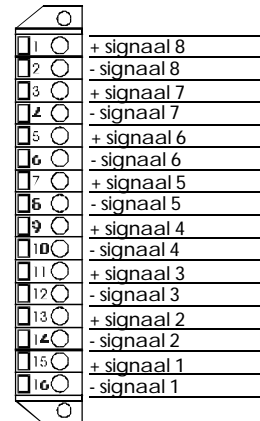 1 + signaal 8
2 - signaal 8
3 + signaal 7
4 - signaal 7
5 + signaal 6
6 - signaal 6
7 + signaal 5
8 - signaal 5
9 + signaal 4
10 - signaal 4
11 + signaal 3
12 - signaal 3
13 + signaal 2
14 - signaal 2
15 + signaal 1
16 - signaal 1